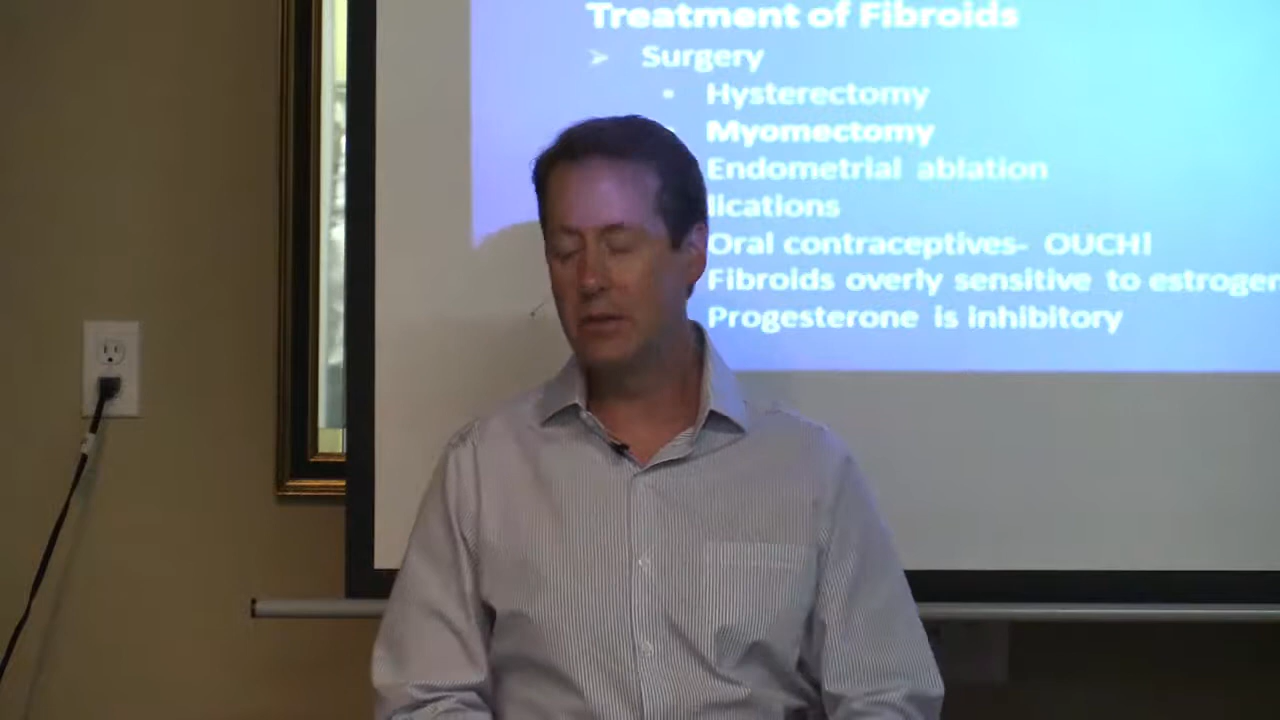 Treatment of Fibroids
➢ Surgery
▪ Hysterectomy
▪ Myomectomy
Endometrial ablation
lications
Oral contraceptives- OUCH!
Fibroids overly sensitive to estrogen
Progesterone is inhibitory